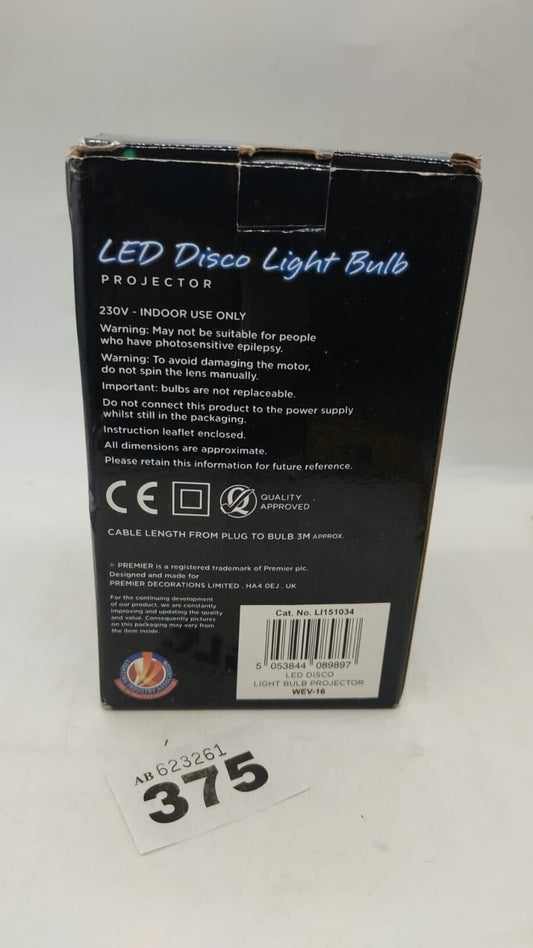 LED Disco Light Bulb
PROJECTOR
230V - INDOOR USE ONLY
Warning: May not be suitable for people
who have photosensitive epilepsy.
Warning: To avoid damaging the motor,
do not spin the lens manually.
Important: bulbs are not replaceable.
Do not connect this product to the power supply
whilst still in the packaging.
Instruction leaflet enclosed.
All dimensions are approximate.
Please retain this information for future reference.
CE
QUALITY
APPROVED
CABLE LENGTH FROM PLUG TO BULB 3M APPROX.
® PREMIER is a registered trademark of Premier plc.
Designed and made for
PREMIER DECORATIONS LIMITED . HA4 0EJ . UK
For the continuing development
of our product, we are constantly
improving and updating the quality
and value. Consequently pictures
on this packaging may vary from
the item inside.
Cat. No. LI151034
5 053844 089897
LED DISCO
LIGHT BULB PROJECTOR
WEV-16
AB 623261
375